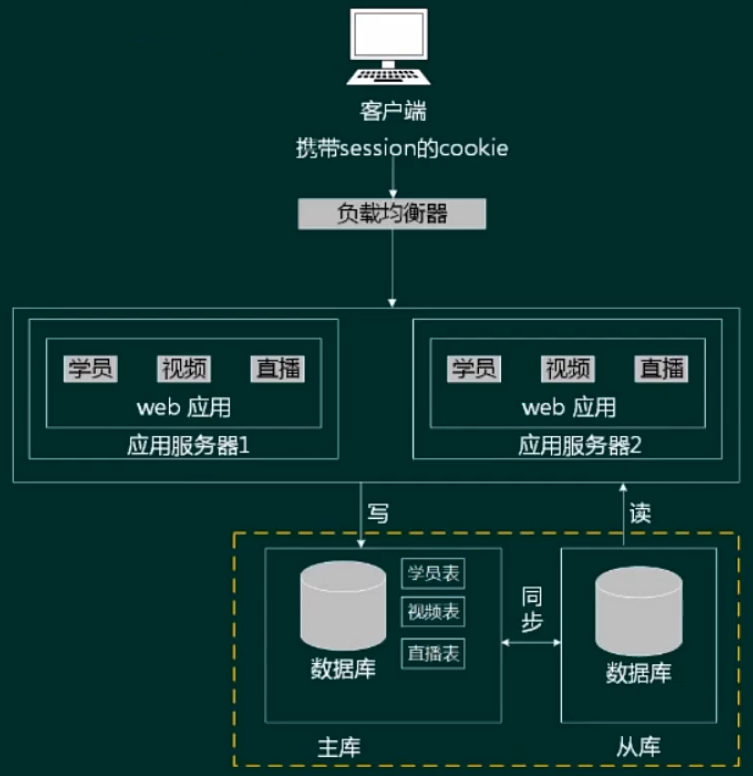 客户端
携带session的cookie
负载均衡器
学员 视频 直播
web 应用
应用服务器1
学员 视频 直播
web 应用
应用服务器2
写
读
学员表
视频表
直播表
数据库
主库
同步
数据库
从库